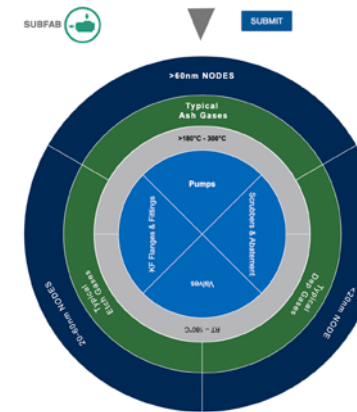 SUBFAB
SUBMIT
>60nm NODES
Typical
Ash Gases
>180°C - 300°C
Pumps
KF Flanges & Fittings
Scrubbers & Abatement
Valves
RT – 180°C
Typical
Etch Gases
Typical
Dep Gases
20-60nm NODES
<20nm NODE